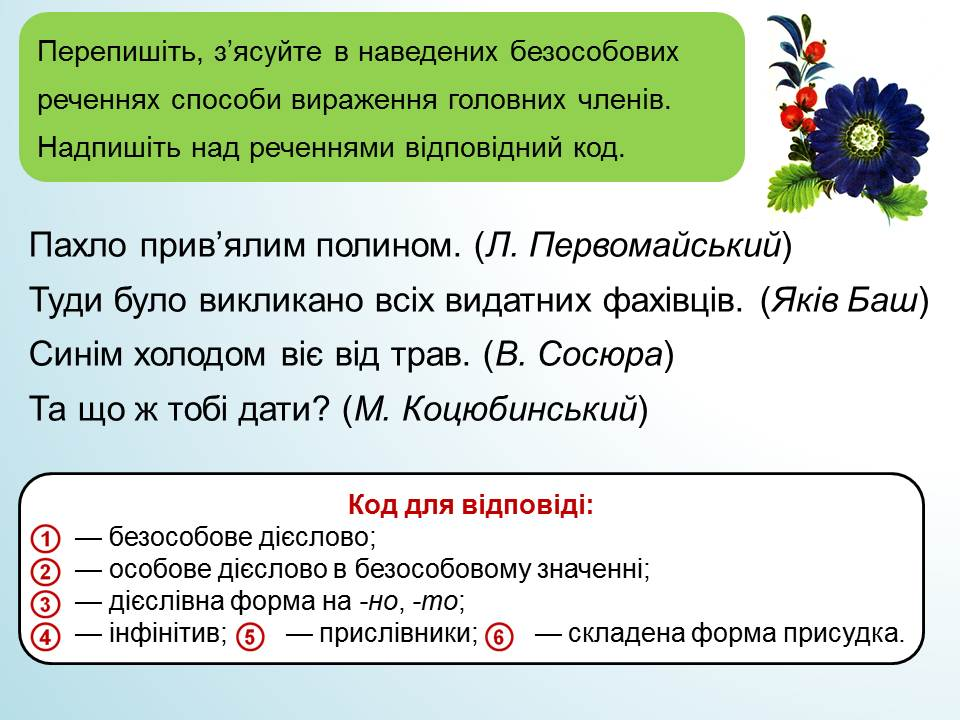 Перепишіть, з’ясуйте в наведених безособових
реченнях способи вираження головних членів.
Надпишіть над реченнями відповідний код.
Пахло прив’ялим полином. (Л. Первомайський)
Туди було викликано всіх видатних фахівців. (Яків Баш)
Синім холодом віє від трав. (В. Сосюра)
Та що ж тобі дати? (М. Коцюбинський)
Код для відповіді:
1 — безособове дієслово;
2 — особове дієслово в безособовому значенні;
3 — дієслівна форма на -но, -то;
4 — інфінітив; 5 — прислівники; 6 — складена форма присудка.